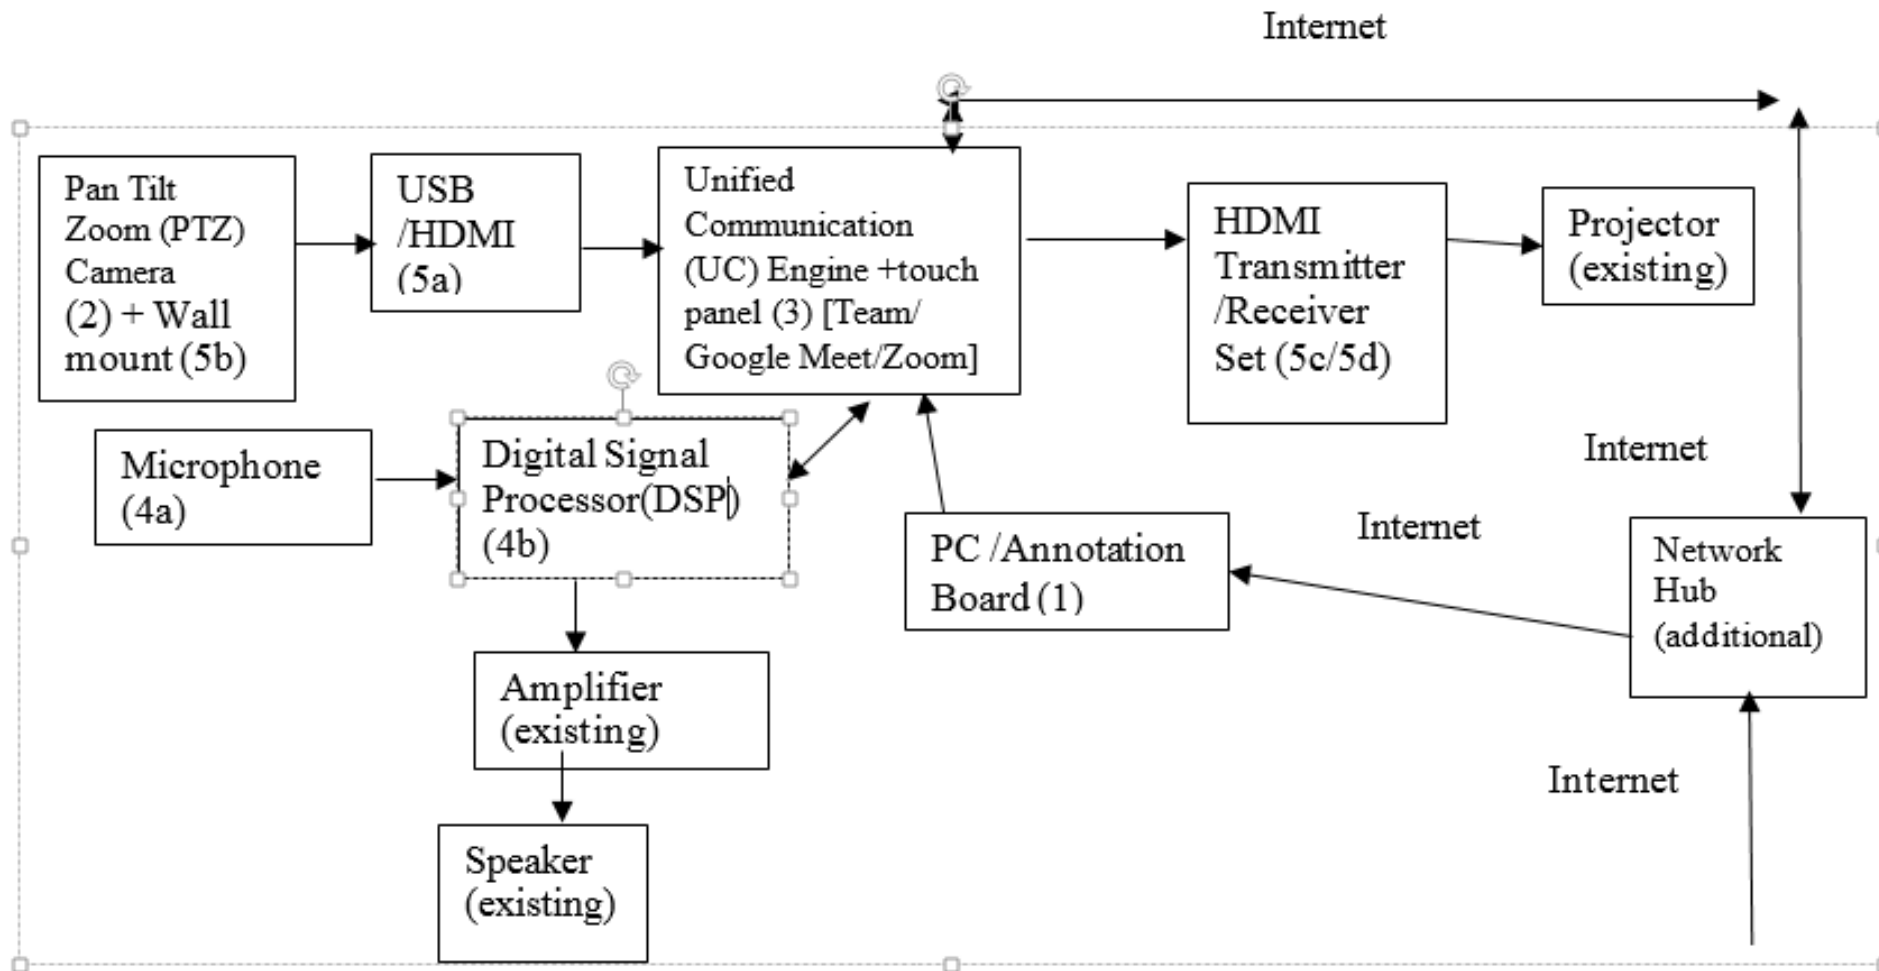 Internet
Pan Tilt
Zoom (PTZ)
Camera
(2) + Wall
mount (5b)
USB
/HDMI
(5a)
Unified
Communication
(UC) Engine +touch
panel (3) [Team/
Google Meet/Zoom]
HDMI
Transmitter
/Receiver
Set (5c/5d)
Projector
(existing)
Microphone
(4a)
Digital Signal
Processor(DSP)
(4b)
Internet
Internet
PC /Annotation
Board (1)
Network
Hub
(additional)
Amplifier
(existing)
Internet
Speaker
(existing)